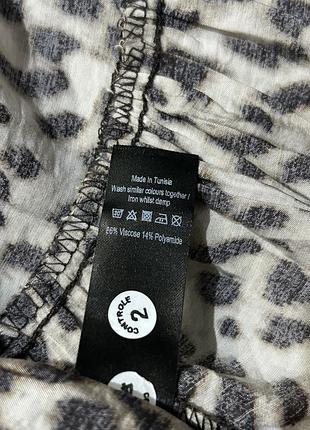 Made In Tunisia
Wash similar colours together /
Iron whilst damp
86% Viscose 14% Polyamide
CONTROLE
2